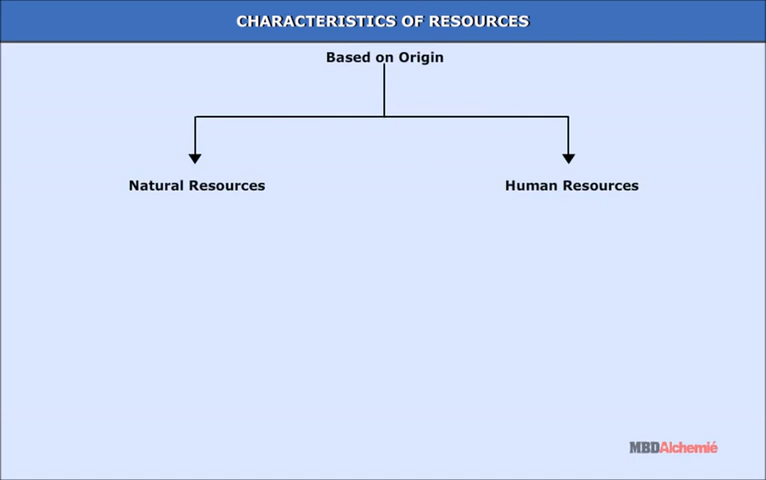 CHARACTERISTICS OF RESOURCES
Based on Origin
Natural Resources
Human Resources
MBDAlchemié